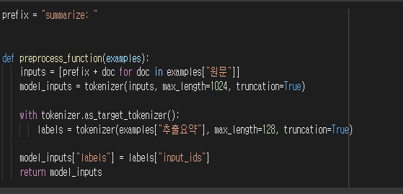 prefix = "summarize: "
def preprocess_function(examples):
    inputs = [prefix + doc for doc in examples["원문"]]
    model_inputs = tokenizer(inputs, max_length=1024, truncation=True)
    with tokenizer.as_target_tokenizer():
        labels = tokenizer(examples["추출요약"], max_length=128, truncation=True)
    model_inputs["labels"] = labels["input_ids"]
    return model_inputs